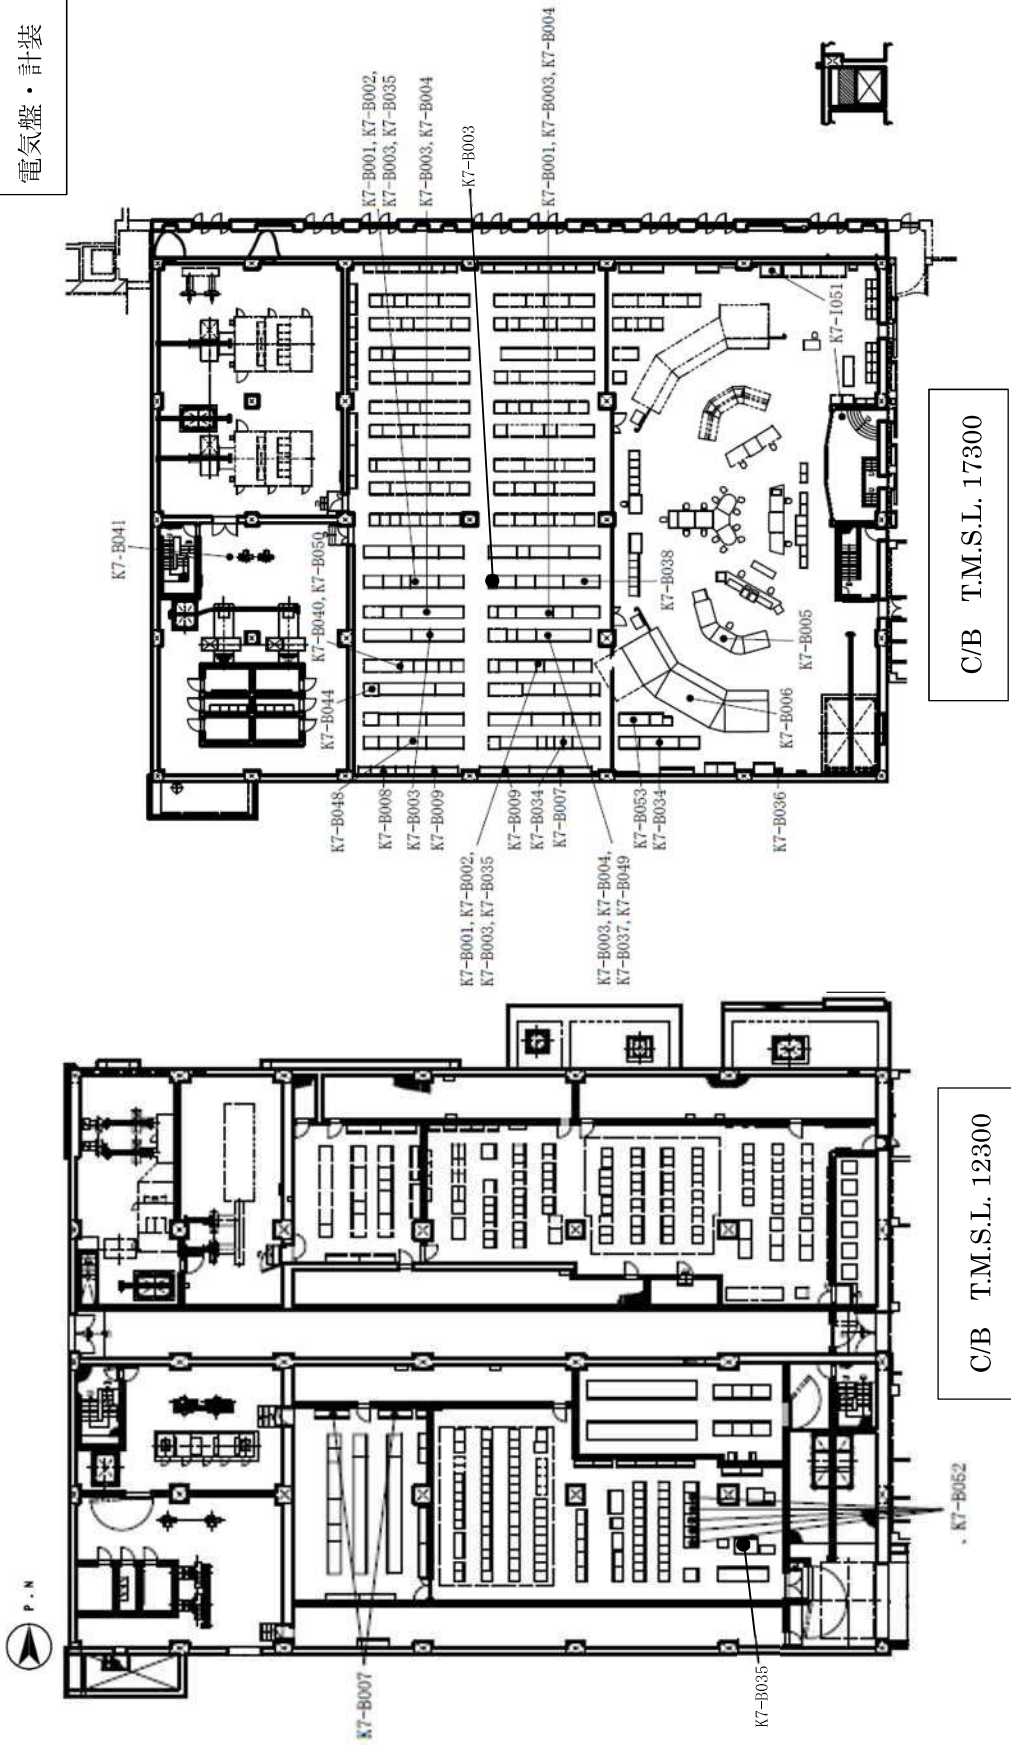 電気盤・計装
K7-B001, K7-B002,
K7-B003, K7-B035
K7-B003, K7-B004
K7-B003
K7-B001, K7-B003, K7-B004
K7-I051
K7-B041
K7-B040, K7-B050
K7-B044
K7-B038
K7-B005
K7-B006
K7-B048
K7-B008
K7-B003
K7-B009
K7-B009
K7-B034
K7-B007
K7-B053
K7-B034
K7-B036
K7-B001, K7-B002,
K7-B003, K7-B035
K7-B003, K7-B004,
K7-B037, K7-B049
C/B T.M.S.L. 17300
P.N
K7-B007
K7-B035
、K7-B052
C/B T.M.S.L. 12300